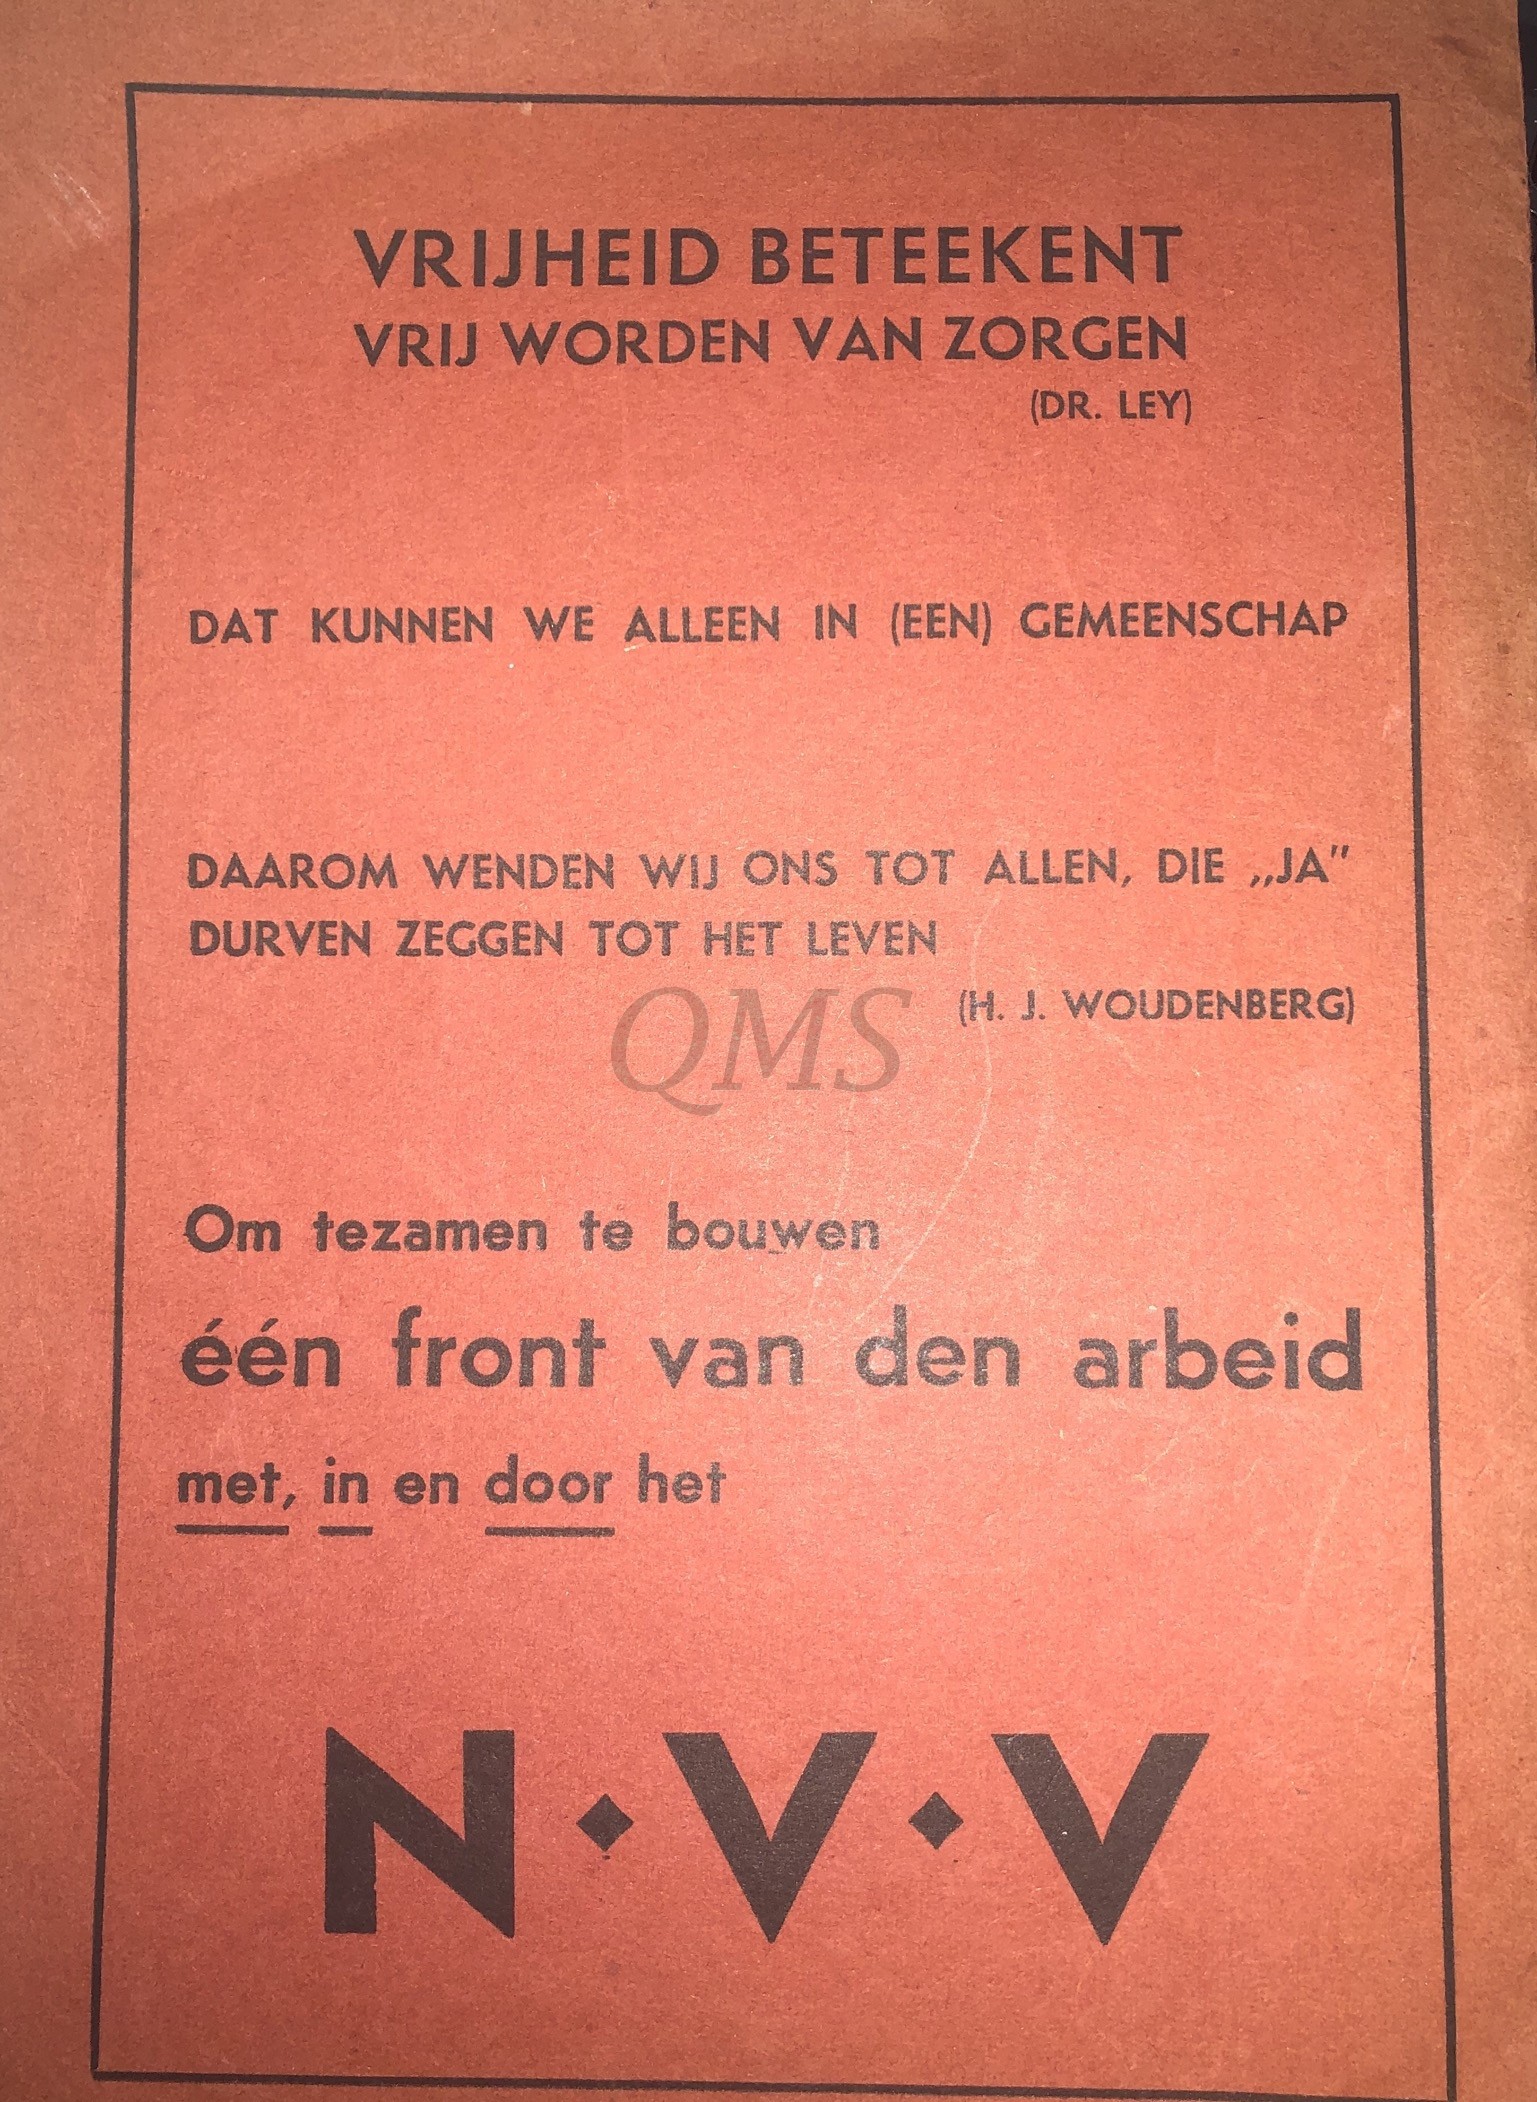 VRIJHEID BETEEKENT
VRIJ WORDEN VAN ZORGEN
(DR. LEY)
DAT KUNNEN WE ALLEEN IN (EEN) GEMEENSCHAP
DAAROM WENDEN WIJ ONS TOT ALLEN, DIE „JA”
DURVEN ZEGGEN TOT HET LEVEN
(H. J. WOUDENBERG)
QMS
Om tezamen te bouwen
één front van den arbeid
met, in en door het
N·V·V